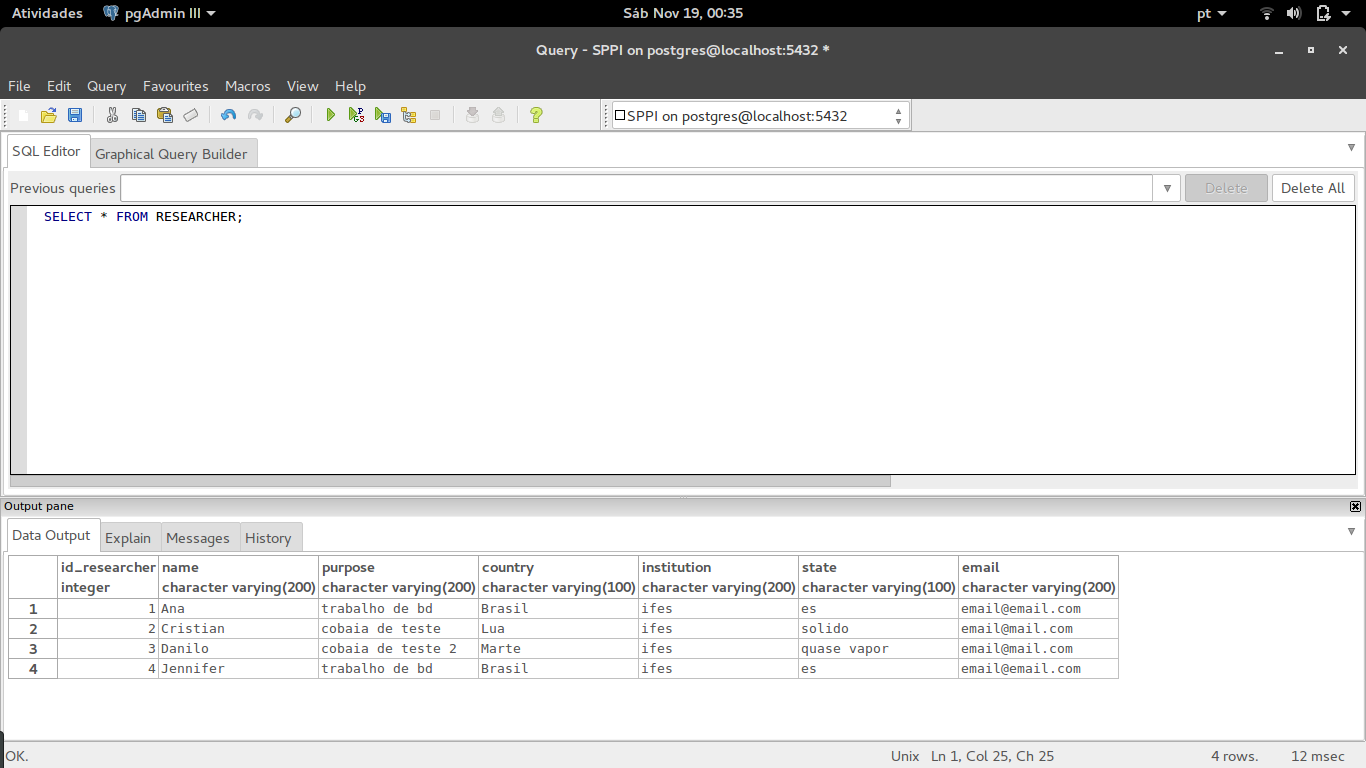 Atividades pgAdmin III Sáb Nov 19, 00:35 pt
Query - SPPI on postgres@localhost:5432 *
File Edit Query Favourites Macros View Help
SPPI on postgres@localhost:5432
SQL Editor Graphical Query Builder
Previous queries Delete Delete All
SELECT * FROM RESEARCHER;
Output pane
Data Output Explain Messages History
id_researcher name purpose country institution state email
integer character varying(200) character varying(200) character varying(100) character varying(200) character varying(100) character varying(200)
1 1 Ana trabalho de bd Brasil ifes es email@email.com
2 2 Cristian cobaia de teste Lua ifes solido email@mail.com
3 3 Danilo cobaia de teste 2 Marte ifes quase vapor email@mail.com
4 4 Jennifer trabalho de bd Brasil ifes es email@email.com
OK. Unix Ln 1, Col 25, Ch 25 4 rows. 12 msec